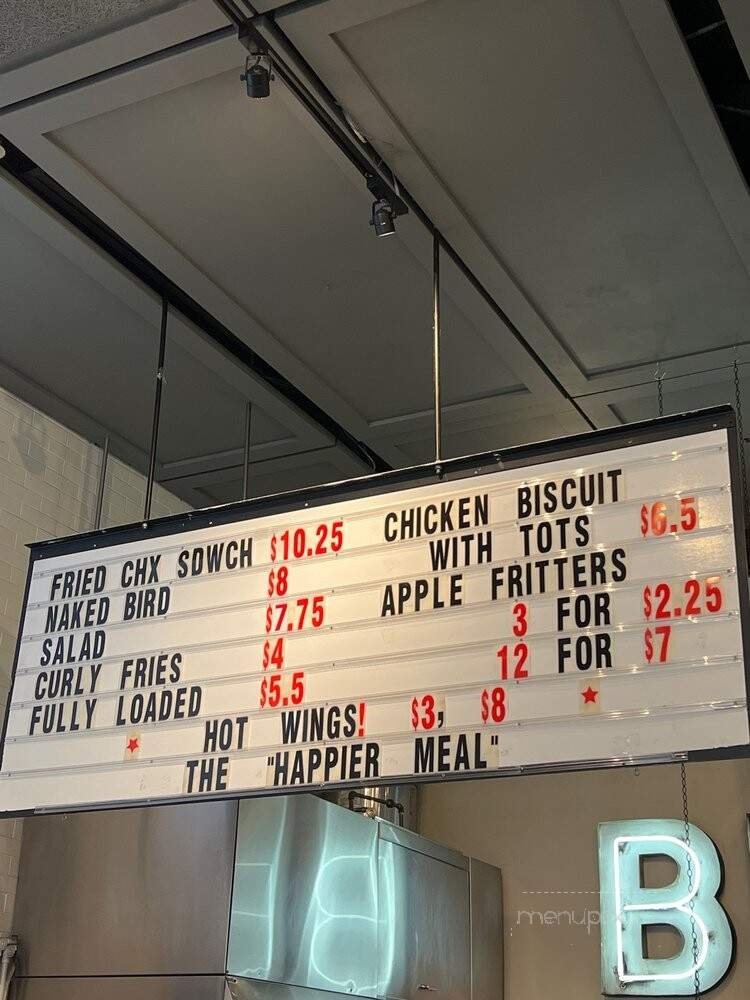 FRIED CHX SDWCH $10.25
NAKED BIRD $8
SALAD $7.75
CURLY FRIES $4
FULLY LOADED $5.5
CHICKEN BISCUIT
WITH TOTS $6.5
APPLE FRITTERS
3 FOR $2.25
12 FOR $7
HOT WINGS! $3, $8
THE "HAPPIER MEAL"
B